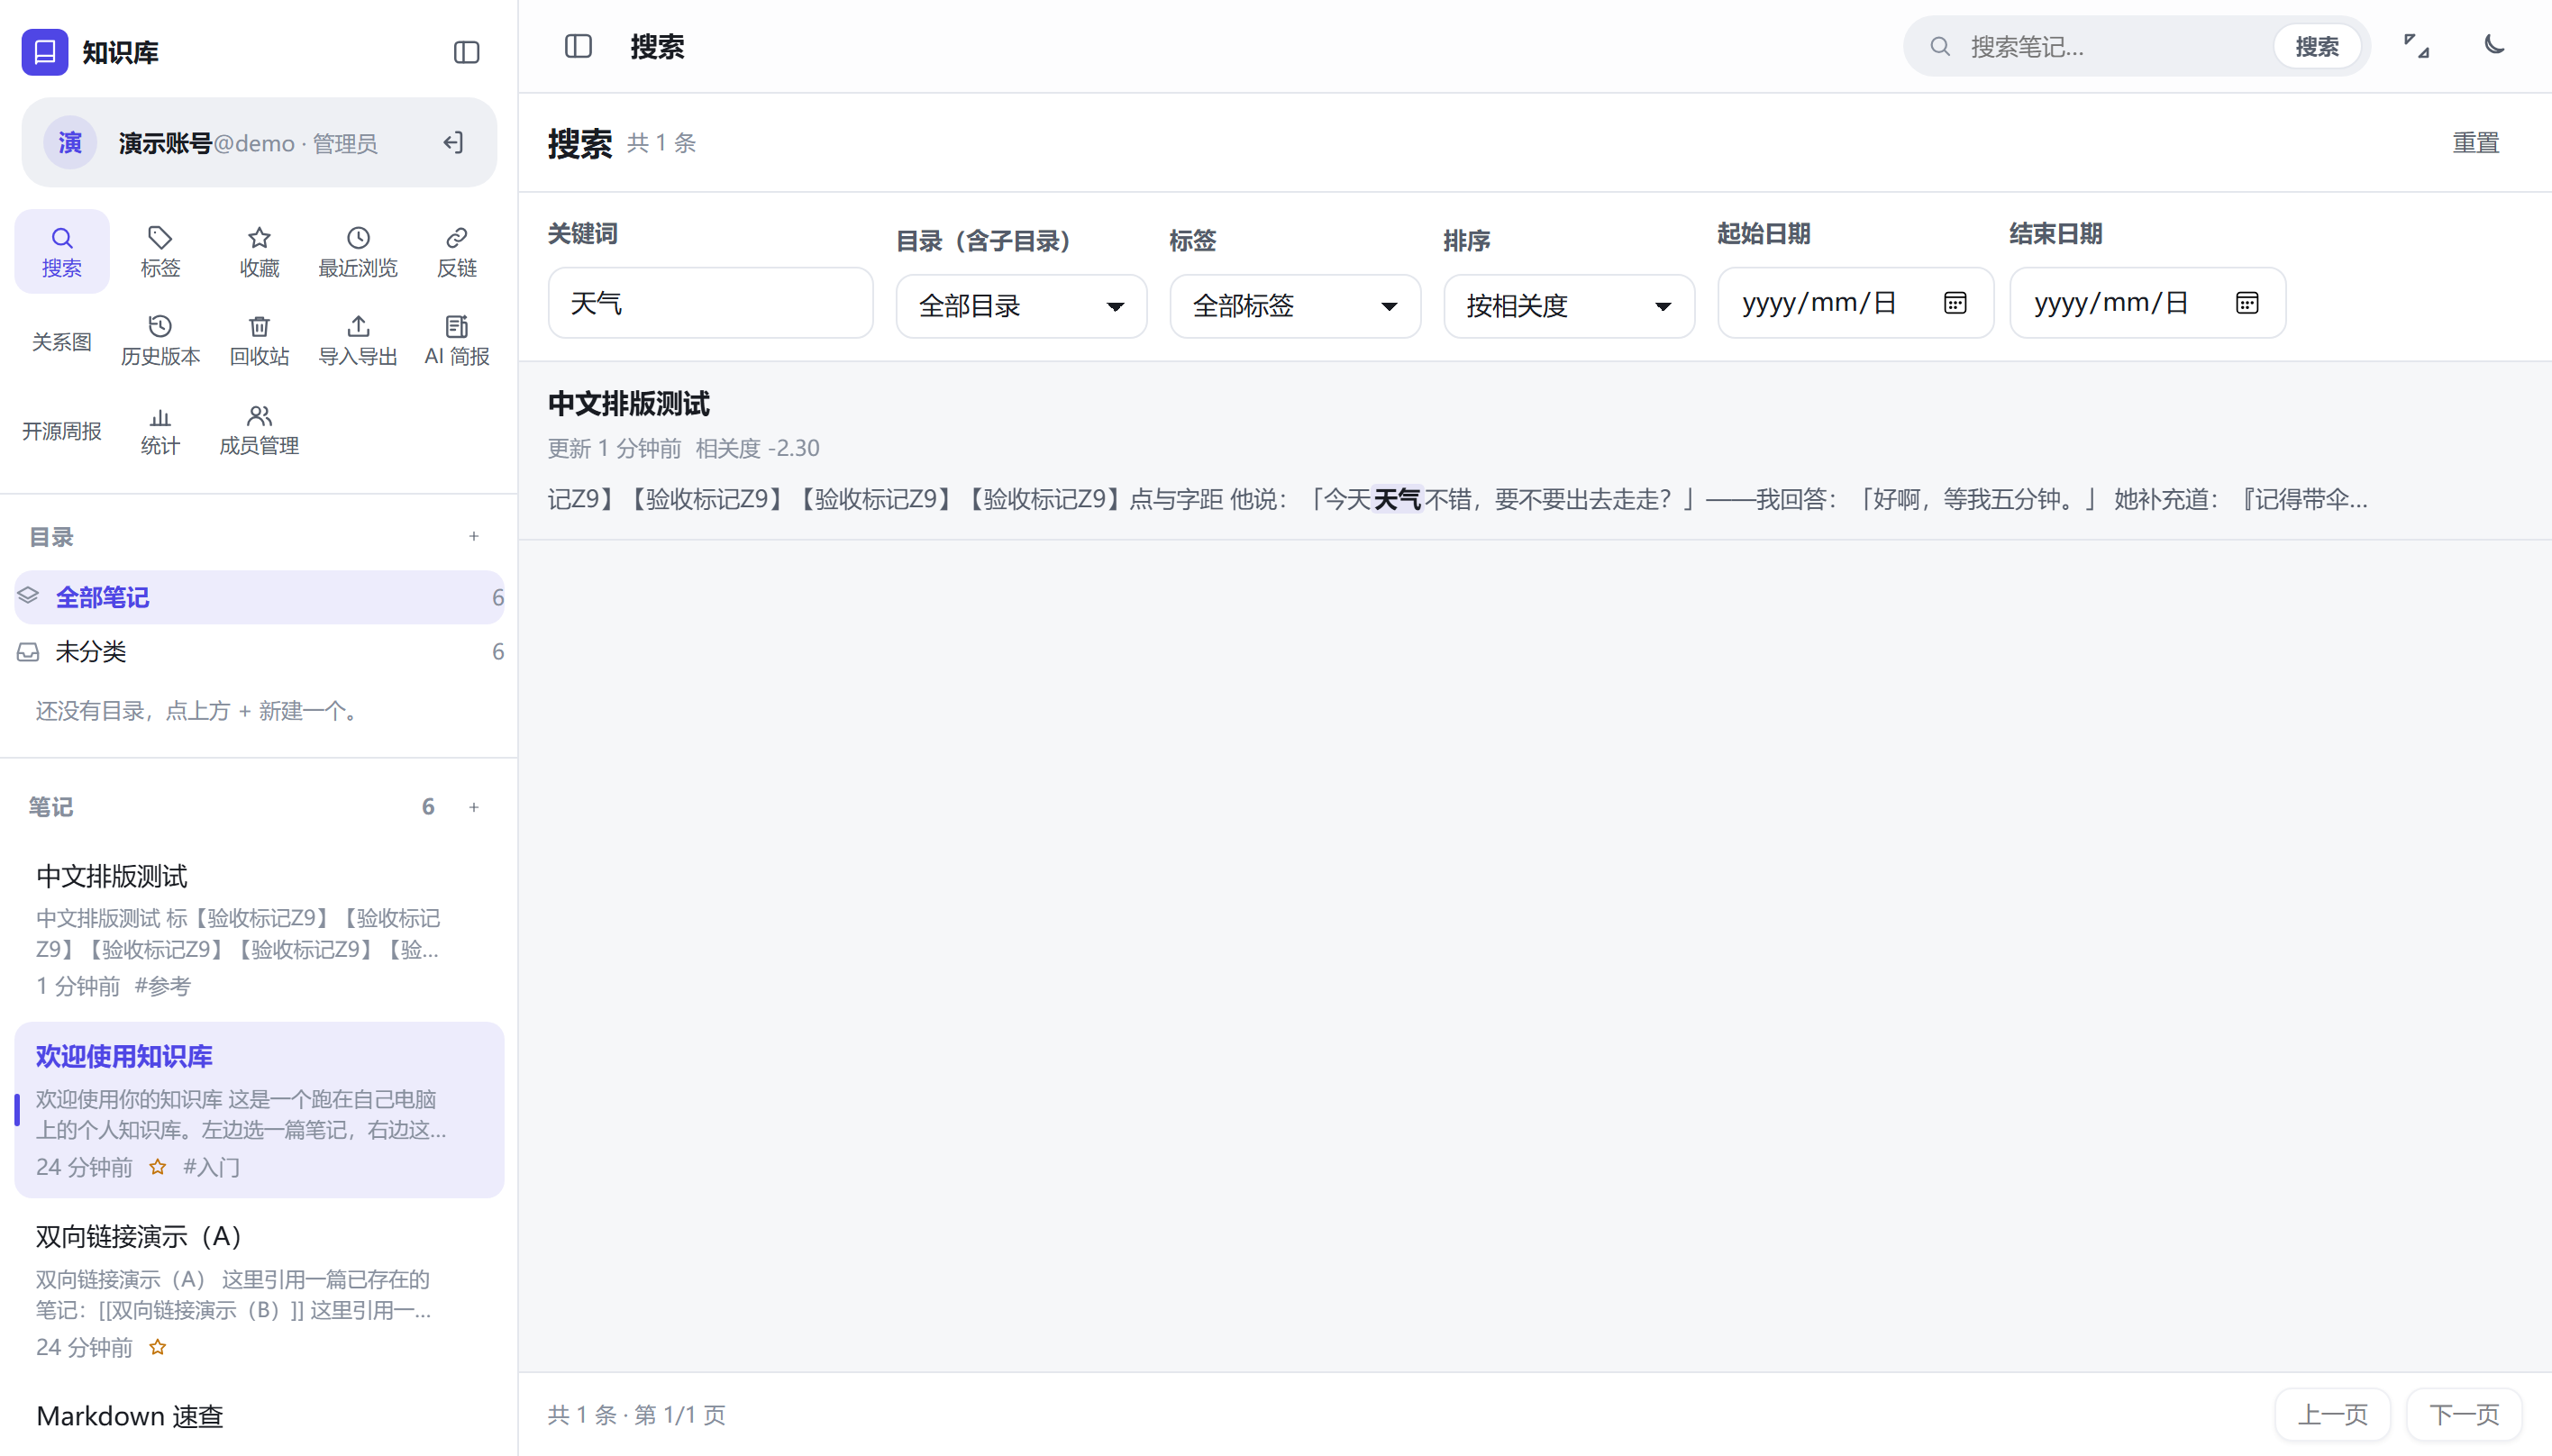 知识库
演示账号@demo · 管理员
搜索 标签 收藏 最近浏览 反链
关系图 历史版本 回收站 导入导出 AI 简报
开源周报 统计 成员管理
目录 +
全部笔记 6
未分类 6
还没有目录，点上方 + 新建一个。
笔记 6 +
中文排版测试
中文排版测试 标【验收标记Z9】【验收标记
Z9】【验收标记Z9】【验收标记Z9】【验...
1 分钟前 #参考
欢迎使用知识库
欢迎使用你的知识库 这是一个跑在自己电脑
上的个人知识库。左边选一篇笔记，右边这...
24 分钟前 #入门
双向链接演示（A）
双向链接演示（A） 这里引用一篇已存在的
笔记：[[双向链接演示（B）]] 这里引用一...
24 分钟前
Markdown 速查
搜索 搜索笔记... 搜索
搜索 共 1 条 重置
关键词 目录（含子目录） 标签 排序 起始日期 结束日期
天气 全部目录 全部标签 按相关度 yyyy/mm/日 yyyy/mm/日
中文排版测试
更新 1 分钟前 相关度 -2.30
记Z9】【验收标记Z9】【验收标记Z9】【验收标记Z9】点与字距 他说：「今天天气不错，要不要出去走走？」——我回答：「好啊，等我五分钟。」 她补充道：『记得带伞...
共 1 条 · 第 1/1 页 上一页 下一页